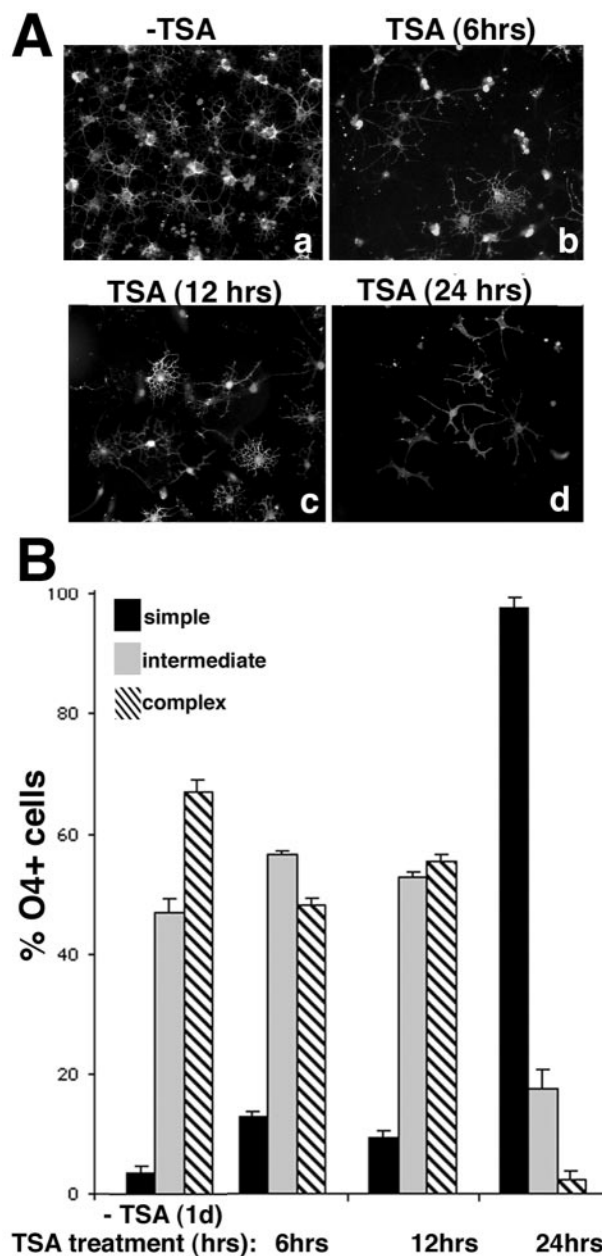 A
-TSA
TSA (6hrs)
a
b
TSA (12 hrs)
TSA (24 hrs)
c
d
B
100
simple
intermediate
complex
80
60
40
20
0
% O4+ cells
- TSA (1d)
TSA treatment (hrs): 6hrs 12hrs 24hrs